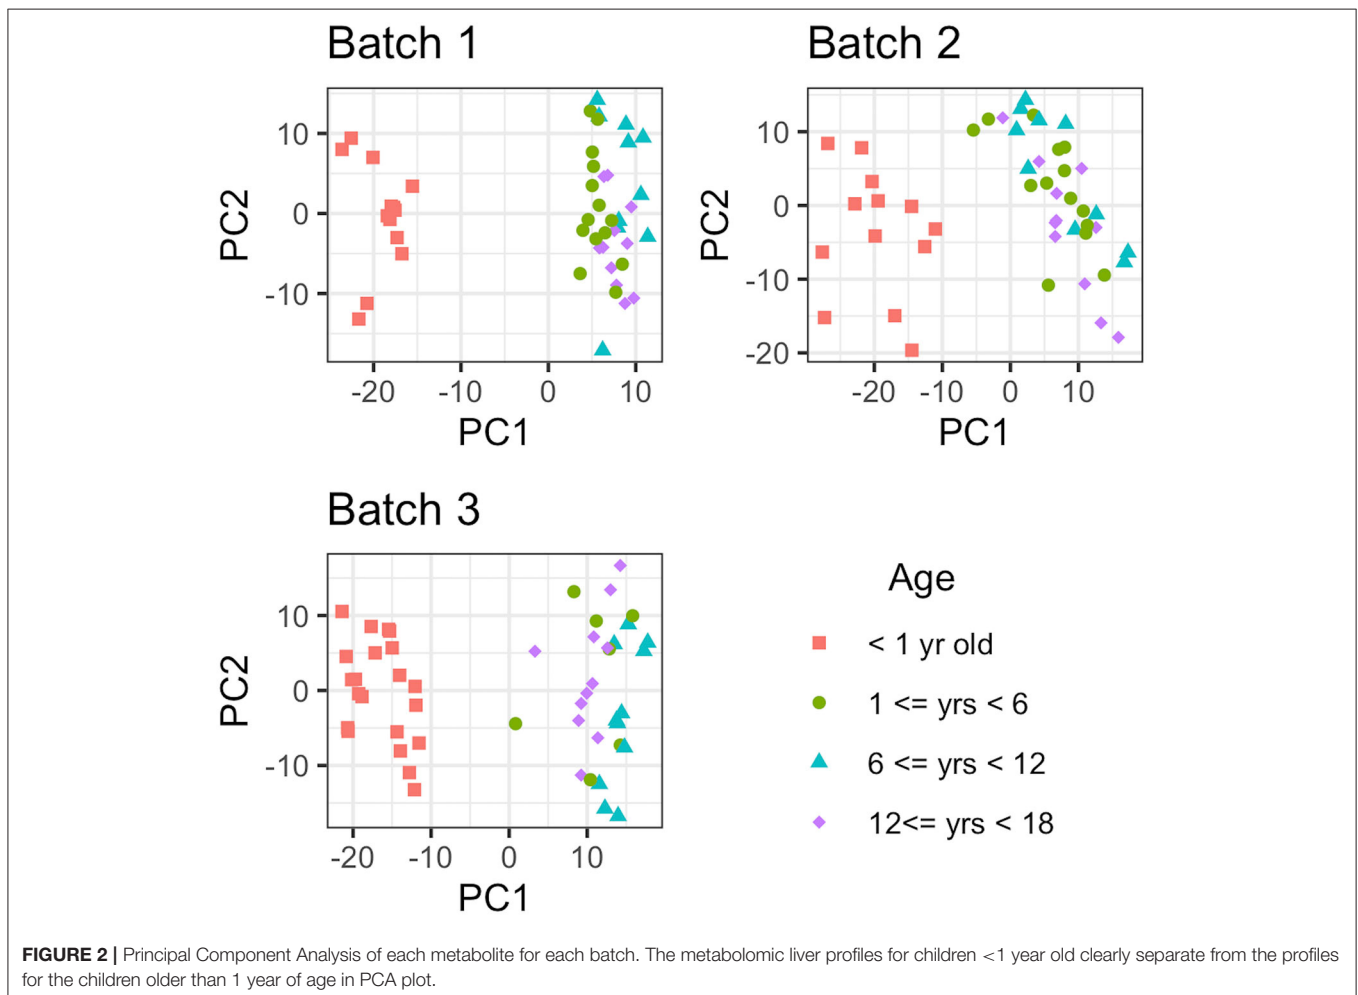 Batch 1
Batch 2
PC2
10
0
-10
-20
-10
0
10
PC1
PC2
10
0
-10
-20
-20
-10
0
10
PC1
Batch 3
PC2
10
0
-10
-20
-10
0
10
PC1
Age
< 1 yr old
1 <= yrs < 6
6 <= yrs < 12
12<= yrs < 18
FIGURE 2 | Principal Component Analysis of each metabolite for each batch. The metabolomic liver profiles for children <1 year old clearly separate from the profiles
for the children older than 1 year of age in PCA plot.